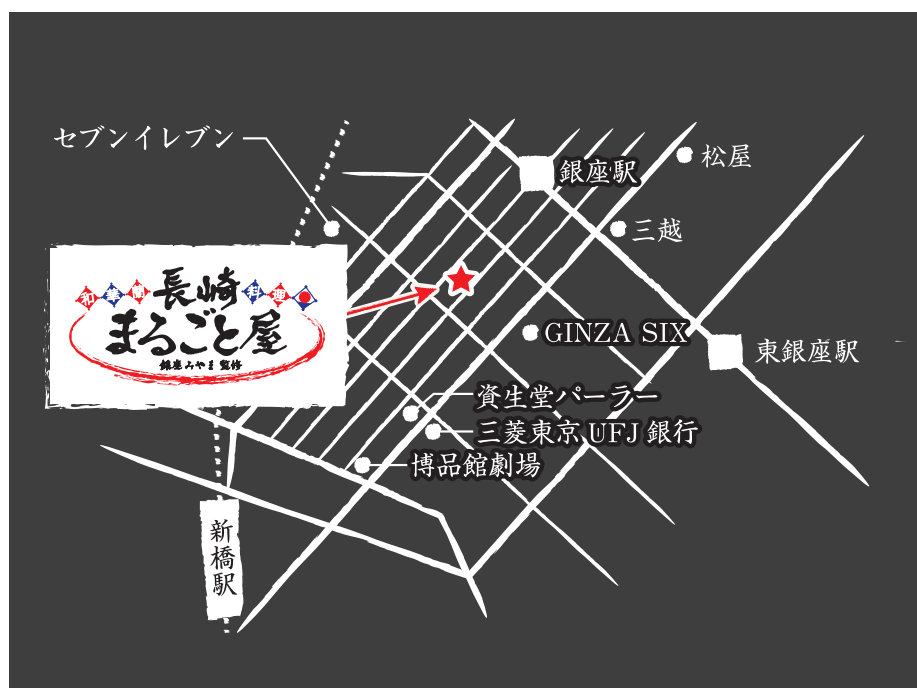 セブンイレブン
銀座駅
松屋
三越
和華蘭 長崎 料理
まるごと屋
銀座みやま 監修
GINZA SIX
東銀座駅
資生堂パーラー
三菱東京 UFJ 銀行
博品館劇場
新橋駅